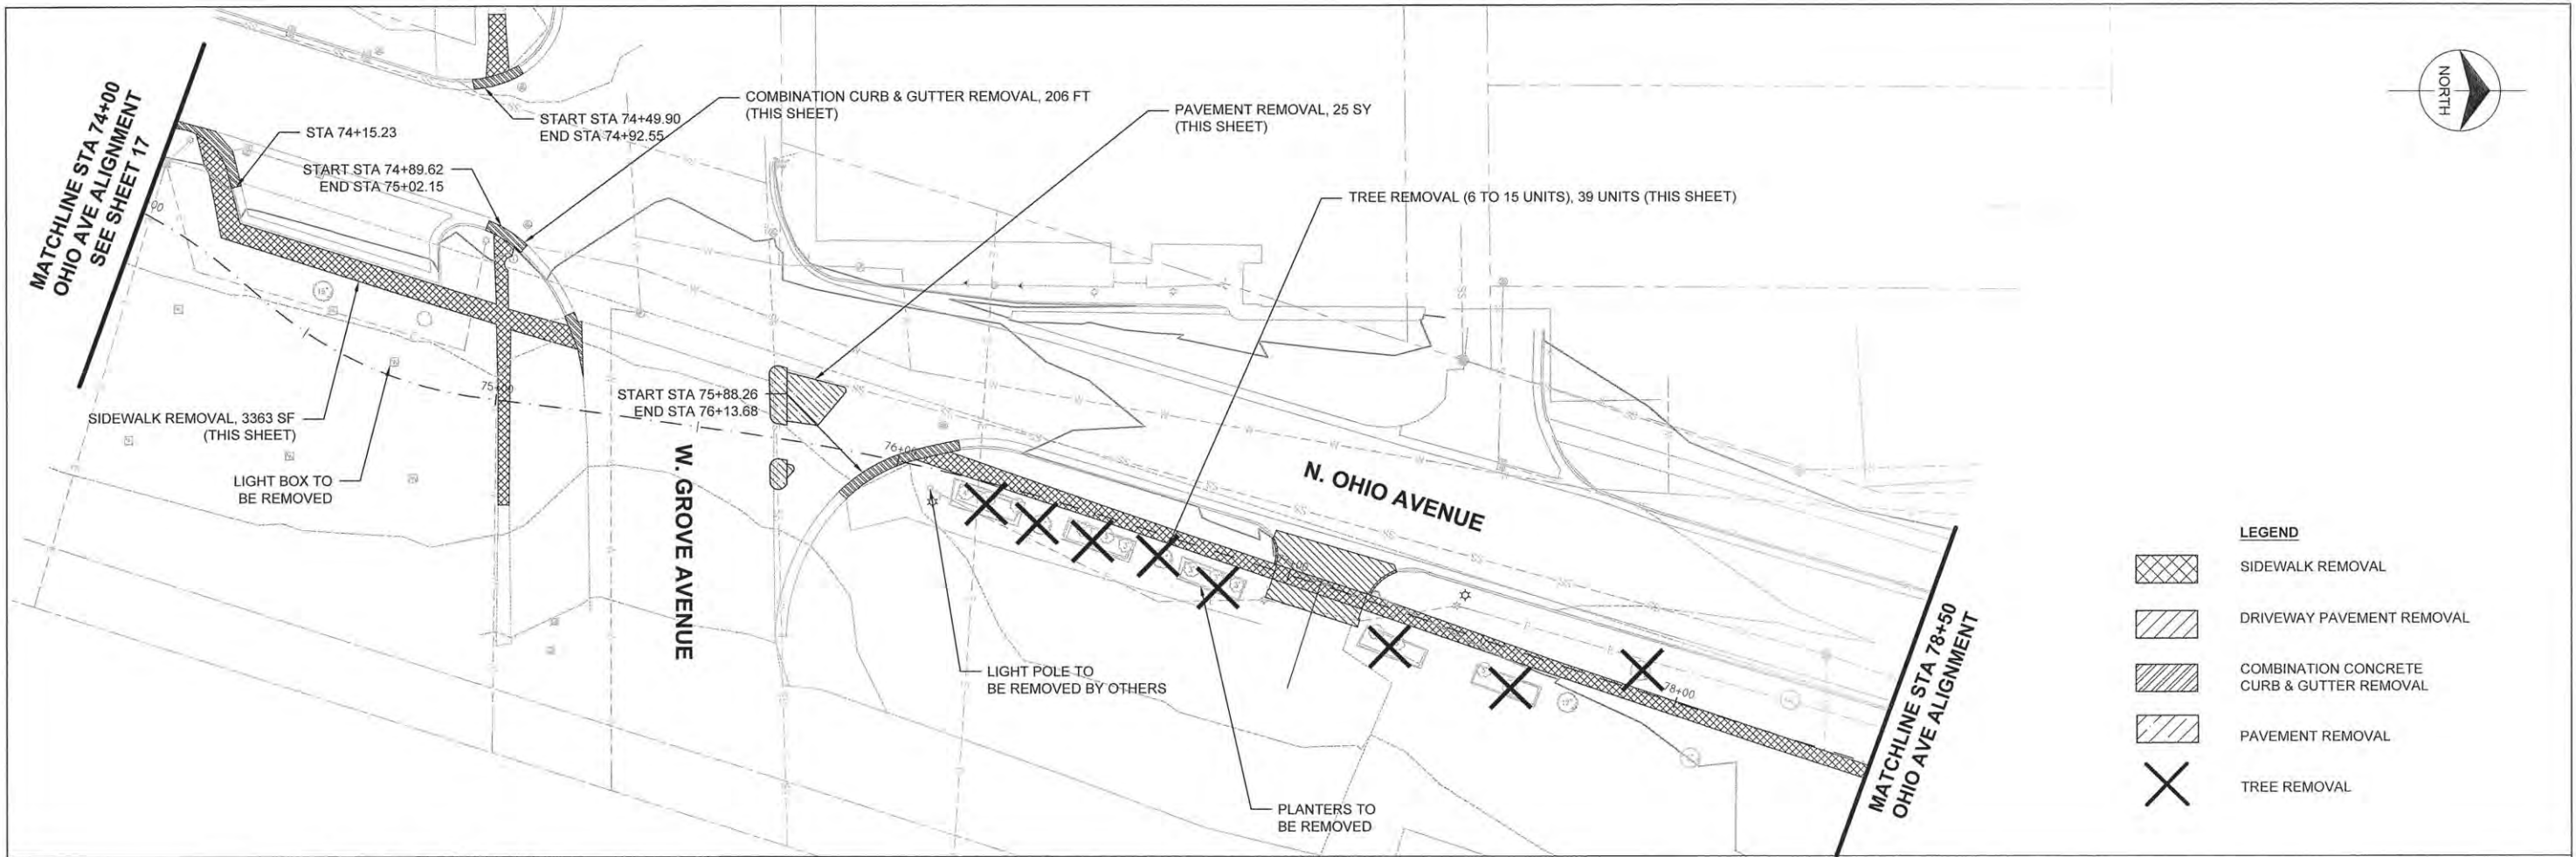 MATCHLINE STA 74+00
OHIO AVE ALIGNMENT
SEE SHEET 17
STA 74+15.23
START STA 74+89.62
END STA 75+02.15
START STA 74+49.90
END STA 74+92.55
COMBINATION CURB & GUTTER REMOVAL, 206 FT
(THIS SHEET)
PAVEMENT REMOVAL, 25 SY
(THIS SHEET)
TREE REMOVAL (6 TO 15 UNITS), 39 UNITS (THIS SHEET)
NORTH
SIDEWALK REMOVAL, 3363 SF
(THIS SHEET)
LIGHT BOX TO
BE REMOVED
75+00
START STA 75+88.26
END STA 76+13.68
76+00
W. GROVE AVENUE
N. OHIO AVENUE
LIGHT POLE TO
BE REMOVED BY OTHERS
PLANTERS TO
BE REMOVED
78+00
MATCHLINE STA 78+50
OHIO AVE ALIGNMENT
LEGEND
SIDEWALK REMOVAL
DRIVEWAY PAVEMENT REMOVAL
COMBINATION CONCRETE
CURB & GUTTER REMOVAL
PAVEMENT REMOVAL
TREE REMOVAL